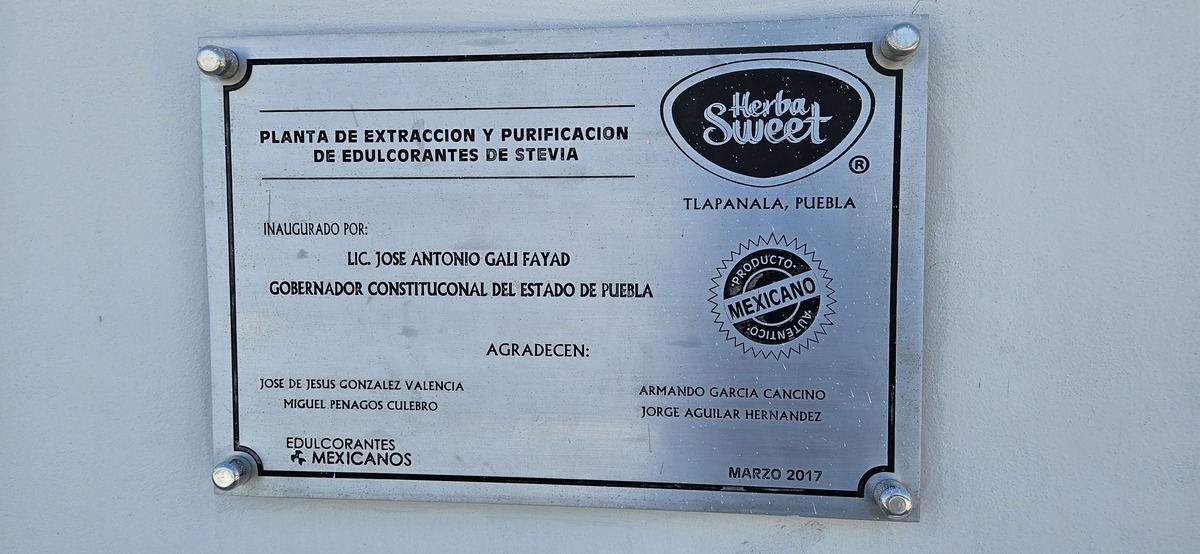 PLANTA DE EXTRACCION Y PURIFICACION
DE EDULCORANTES DE STEVIA
Herba
Sweet
®
TLAPANALA, PUEBLA
INAUGURADO POR:
LIC. JOSE ANTONIO GALI FAYAD
GOBERNADOR CONSTITUCONAL DEL ESTADO DE PUEBLA
·PRODUCTO·
MEXICANO
AUTENTICO
AGRADECEN:
JOSE DE JESUS GONZALEZ VALENCIA
MIGUEL PENAGOS CULEBRO
ARMANDO GARCIA CANCINO
JORGE AGUILAR HERNANDEZ
EDULCORANTES
MEXICANOS
MARZO 2017